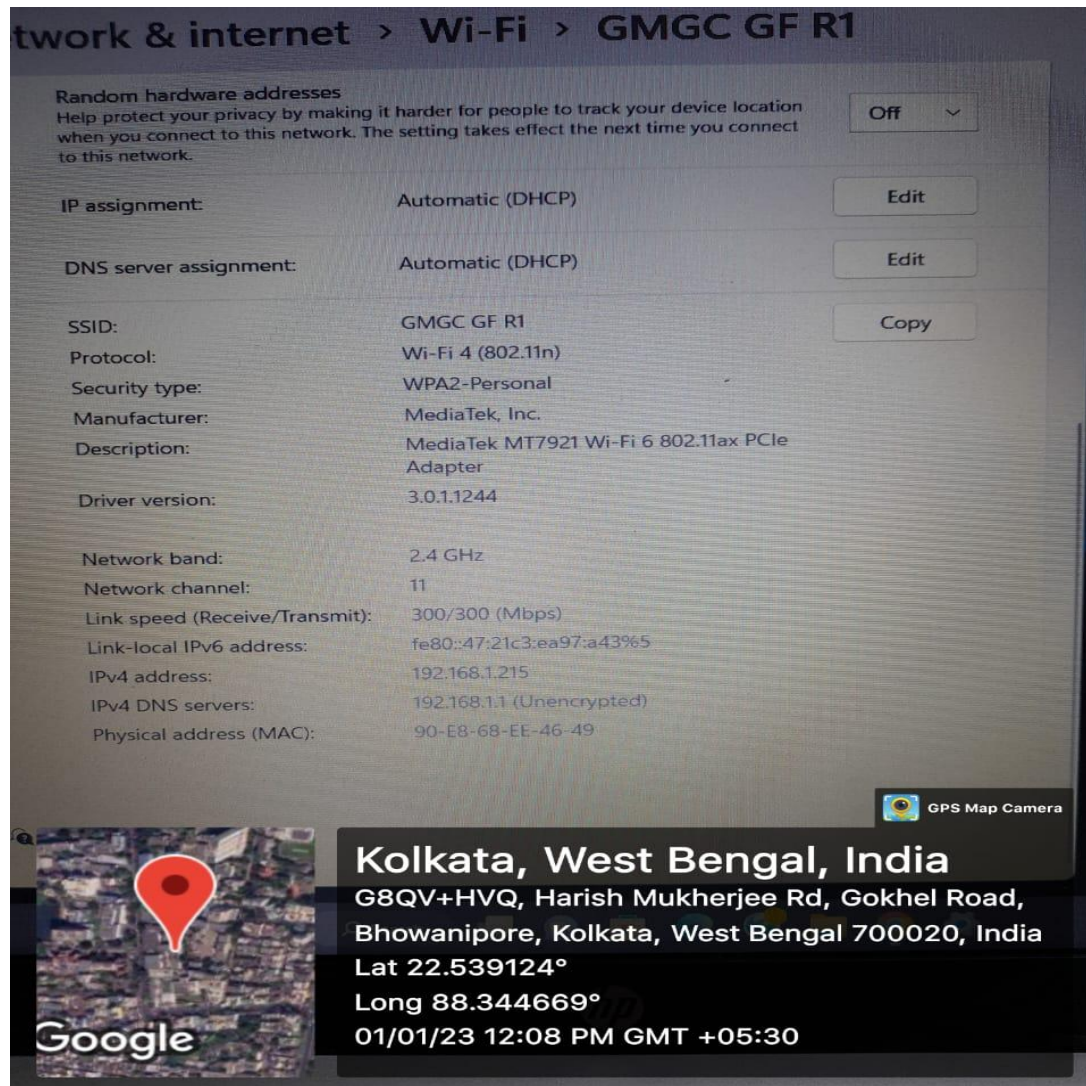 twork & internet > Wi-Fi > GMGC GF R1
Random hardware addresses
Help protect your privacy by making it harder for people to track your device location
when you connect to this network. The setting takes effect the next time you connect
to this network.
Off
IP assignment: Automatic (DHCP) Edit
DNS server assignment: Automatic (DHCP) Edit
SSID: GMGC GF R1 Copy
Protocol: Wi-Fi 4 (802.11n)
Security type: WPA2-Personal
Manufacturer: MediaTek, Inc.
Description: MediaTek MT7921 Wi-Fi 6 802.11ax PCIe
Adapter
Driver version: 3.0.1.1244
Network band: 2.4 GHz
Network channel: 11
Link speed (Receive/Transmit): 300/300 (Mbps)
Link-local IPv6 address: fe80::47:21c3:ea97:a43%5
IPv4 address: 192.168.1.215
IPv4 DNS servers: 192.168.1.1 (Unencrypted)
Physical address (MAC): 90-E8-68-EE-46-49
GPS Map Camera
Kolkata, West Bengal, India
G8QV+HVQ, Harish Mukherjee Rd, Gokhel Road,
Bhowanipore, Kolkata, West Bengal 700020, India
Lat 22.539124°
Long 88.344669°
01/01/23 12:08 PM GMT +05:30
Google
hp